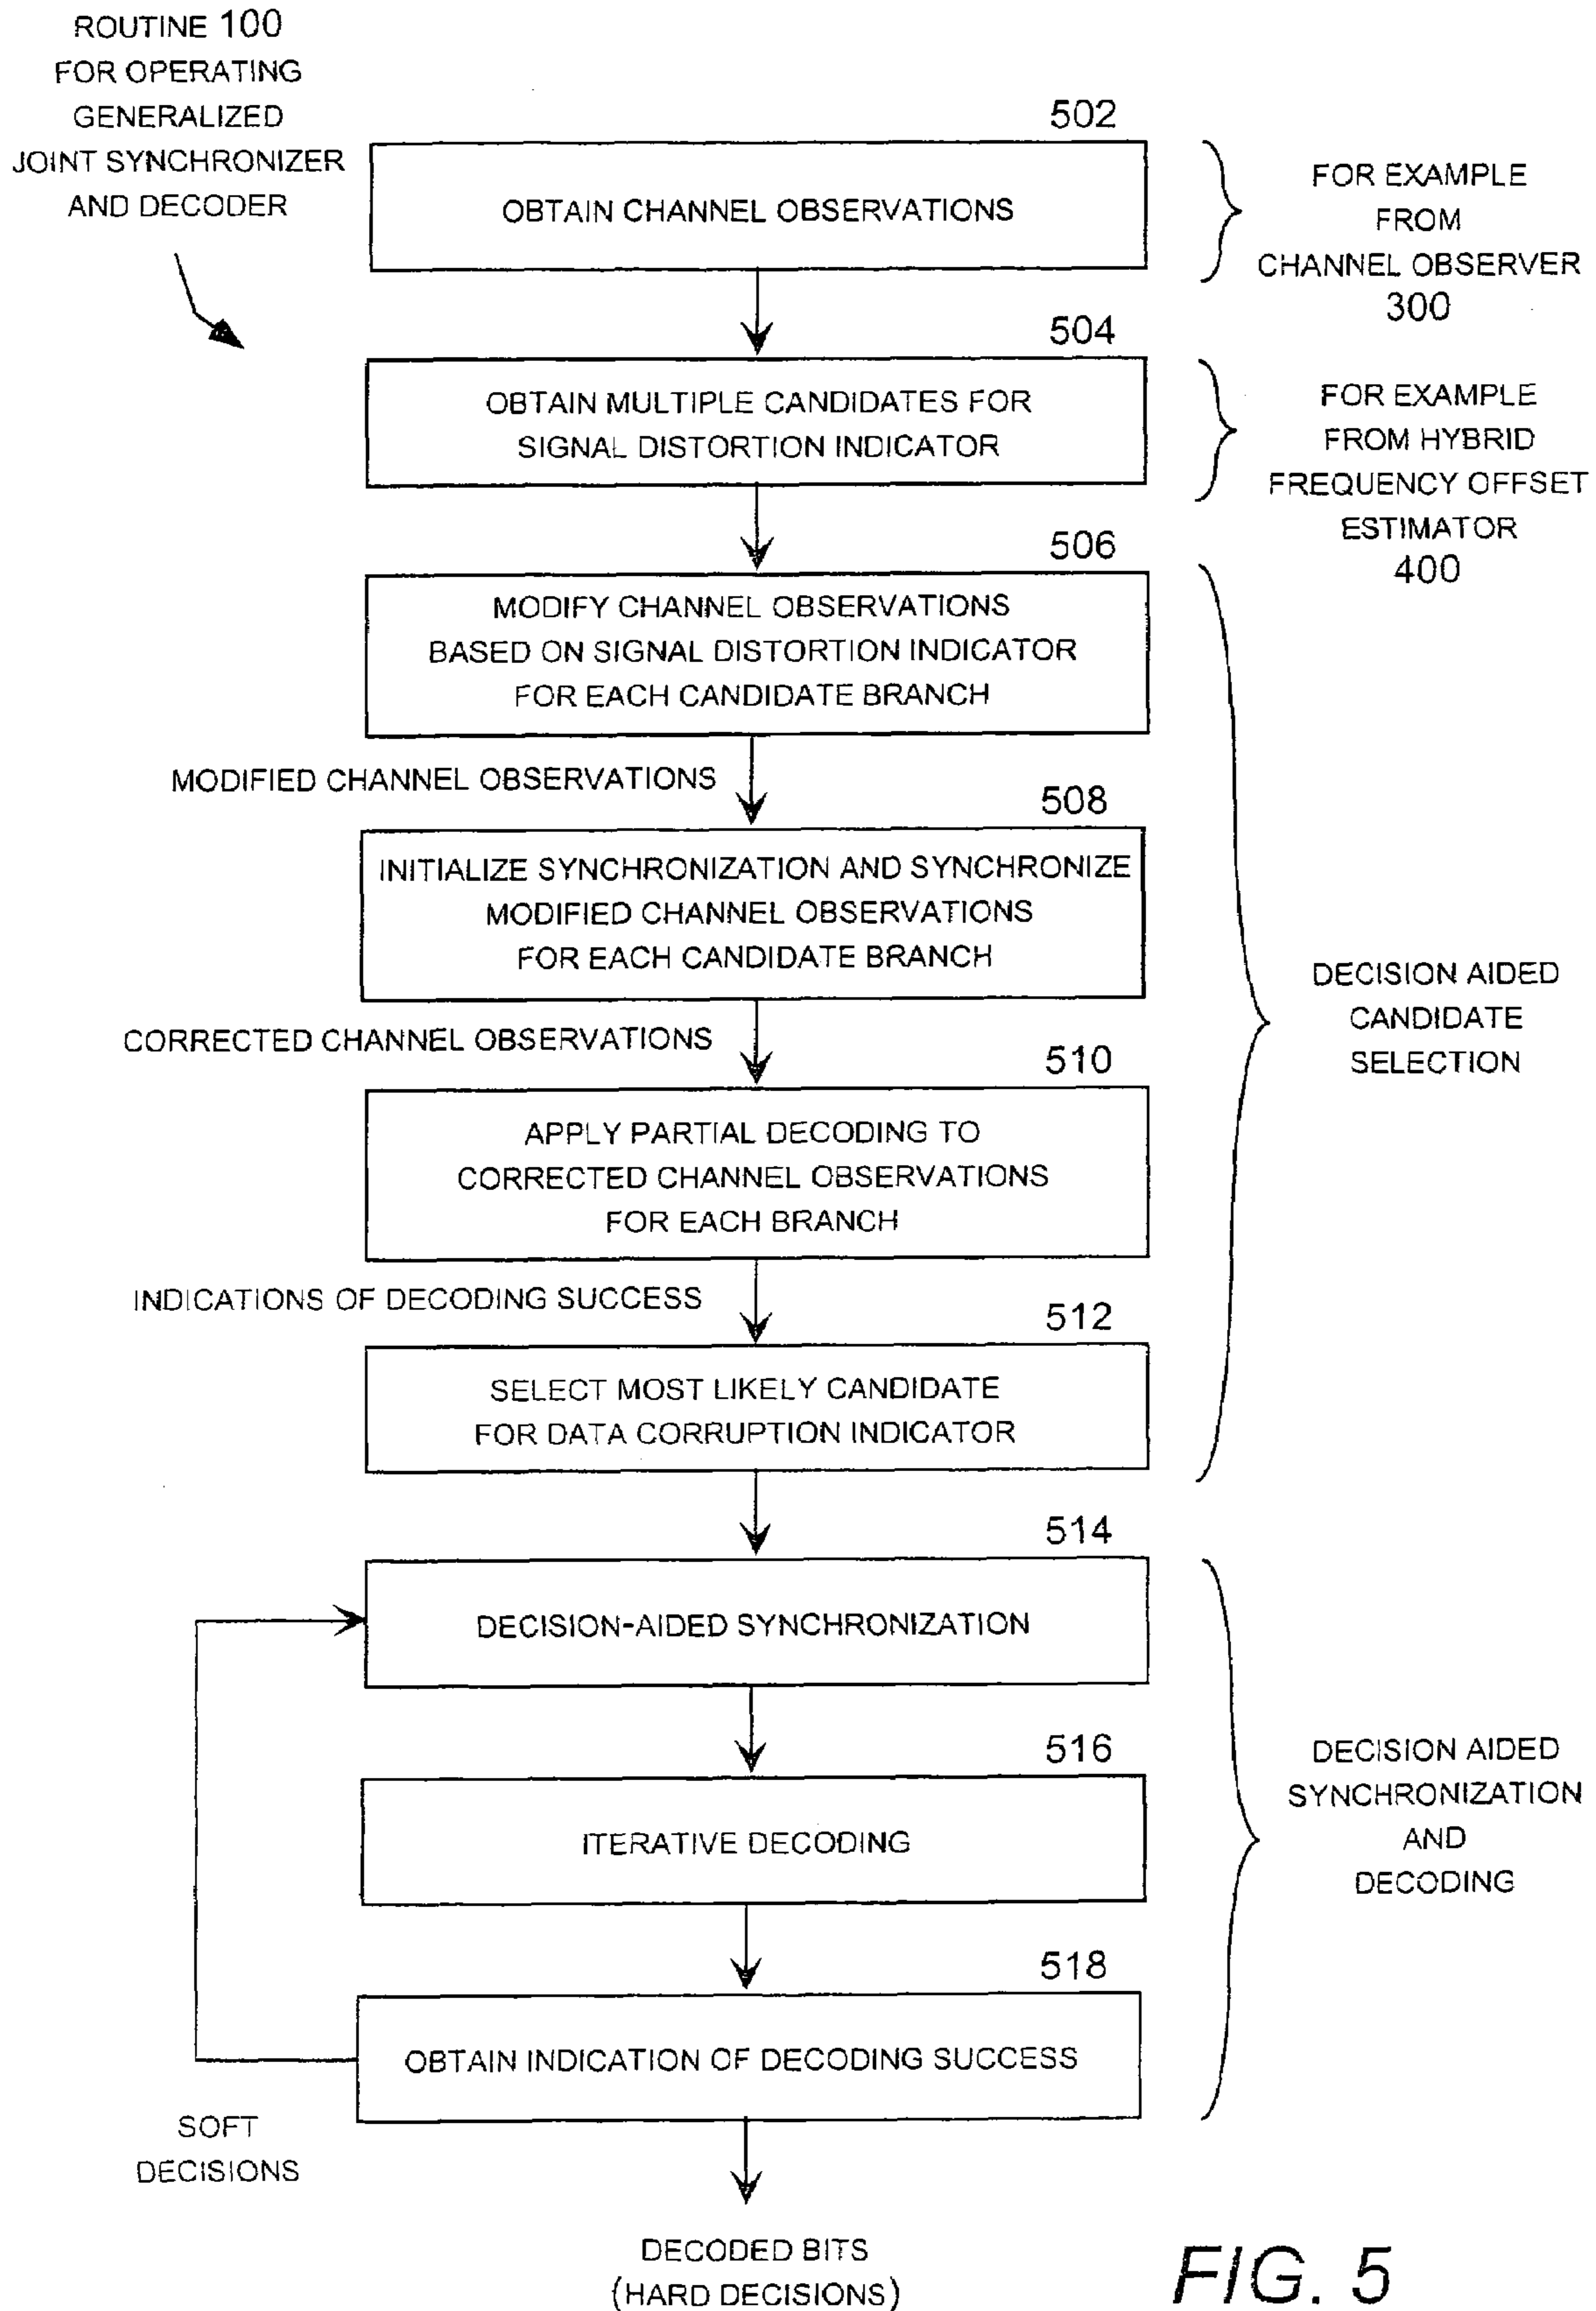 ROUTINE 100
FOR OPERATING
GENERALIZED
JOINT SYNCHRONIZER
AND DECODER
502
OBTAIN CHANNEL OBSERVATIONS
FOR EXAMPLE
FROM
CHANNEL OBSERVER
300
504
OBTAIN MULTIPLE CANDIDATES FOR
SIGNAL DISTORTION INDICATOR
FOR EXAMPLE
FROM HYBRID
FREQUENCY OFFSET
ESTIMATOR
400
506
MODIFY CHANNEL OBSERVATIONS
BASED ON SIGNAL DISTORTION INDICATOR
FOR EACH CANDIDATE BRANCH
MODIFIED CHANNEL OBSERVATIONS
508
INITIALIZE SYNCHRONIZATION AND SYNCHRONIZE
MODIFIED CHANNEL OBSERVATIONS
FOR EACH CANDIDATE BRANCH
DECISION AIDED
CANDIDATE
SELECTION
CORRECTED CHANNEL OBSERVATIONS
510
APPLY PARTIAL DECODING TO
CORRECTED CHANNEL OBSERVATIONS
FOR EACH BRANCH
INDICATIONS OF DECODING SUCCESS
512
SELECT MOST LIKELY CANDIDATE
FOR DATA CORRUPTION INDICATOR
514
DECISION-AIDED SYNCHRONIZATION
516
ITERATIVE DECODING
DECISION AIDED
SYNCHRONIZATION
AND
DECODING
518
OBTAIN INDICATION OF DECODING SUCCESS
SOFT
DECISIONS
DECODED BITS
(HARD DECISIONS)
FIG. 5